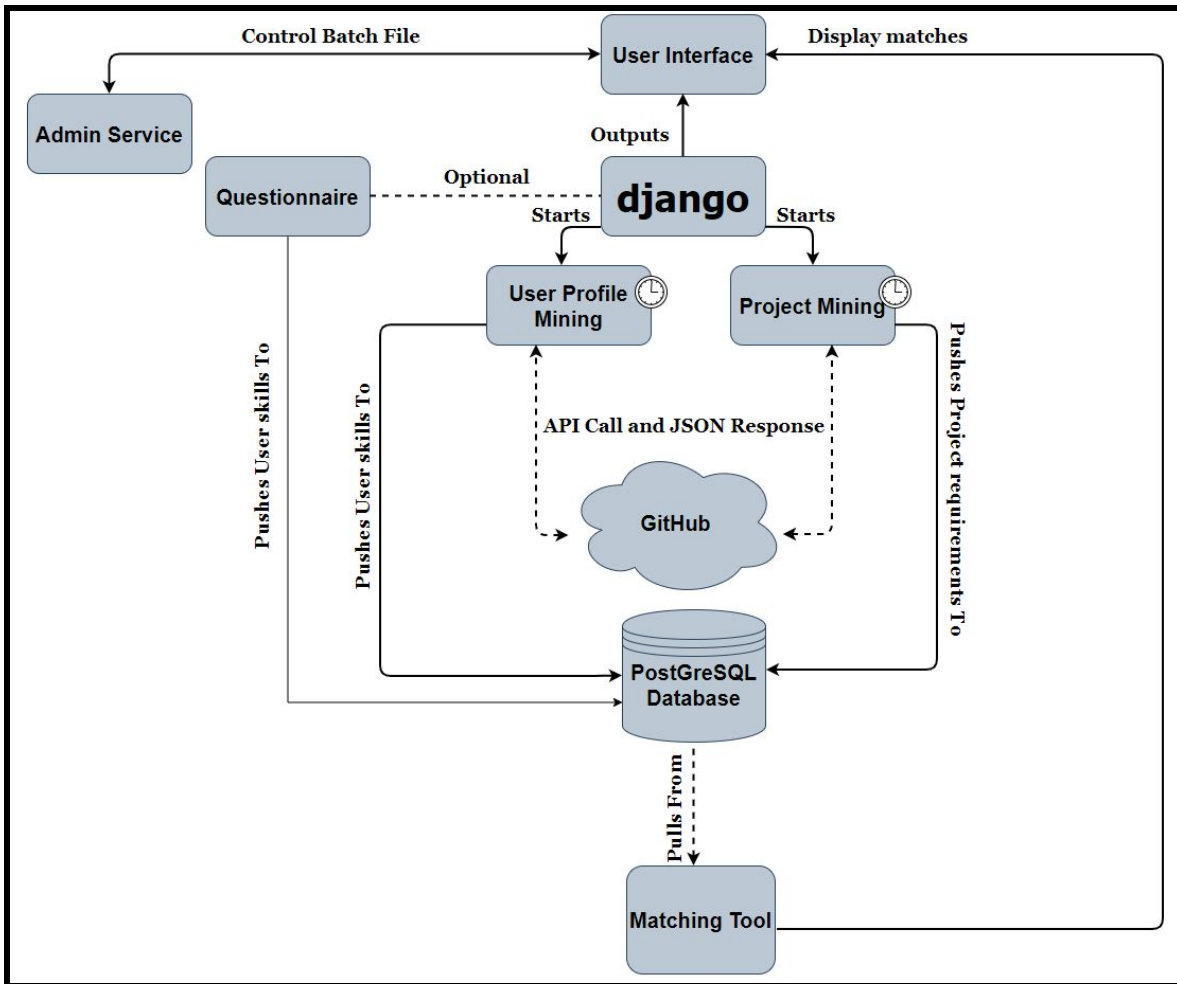 Control Batch File
User Interface
Display matches
Admin Service
Outputs
Questionnaire
Optional
django
Starts
Starts
User Profile
Mining
Project Mining
Pushes User skills To
Pushes User skills To
API Call and JSON Response
Pushes Project requirements To
GitHub
PostGreSQL
Database
Pulls From
Matching Tool